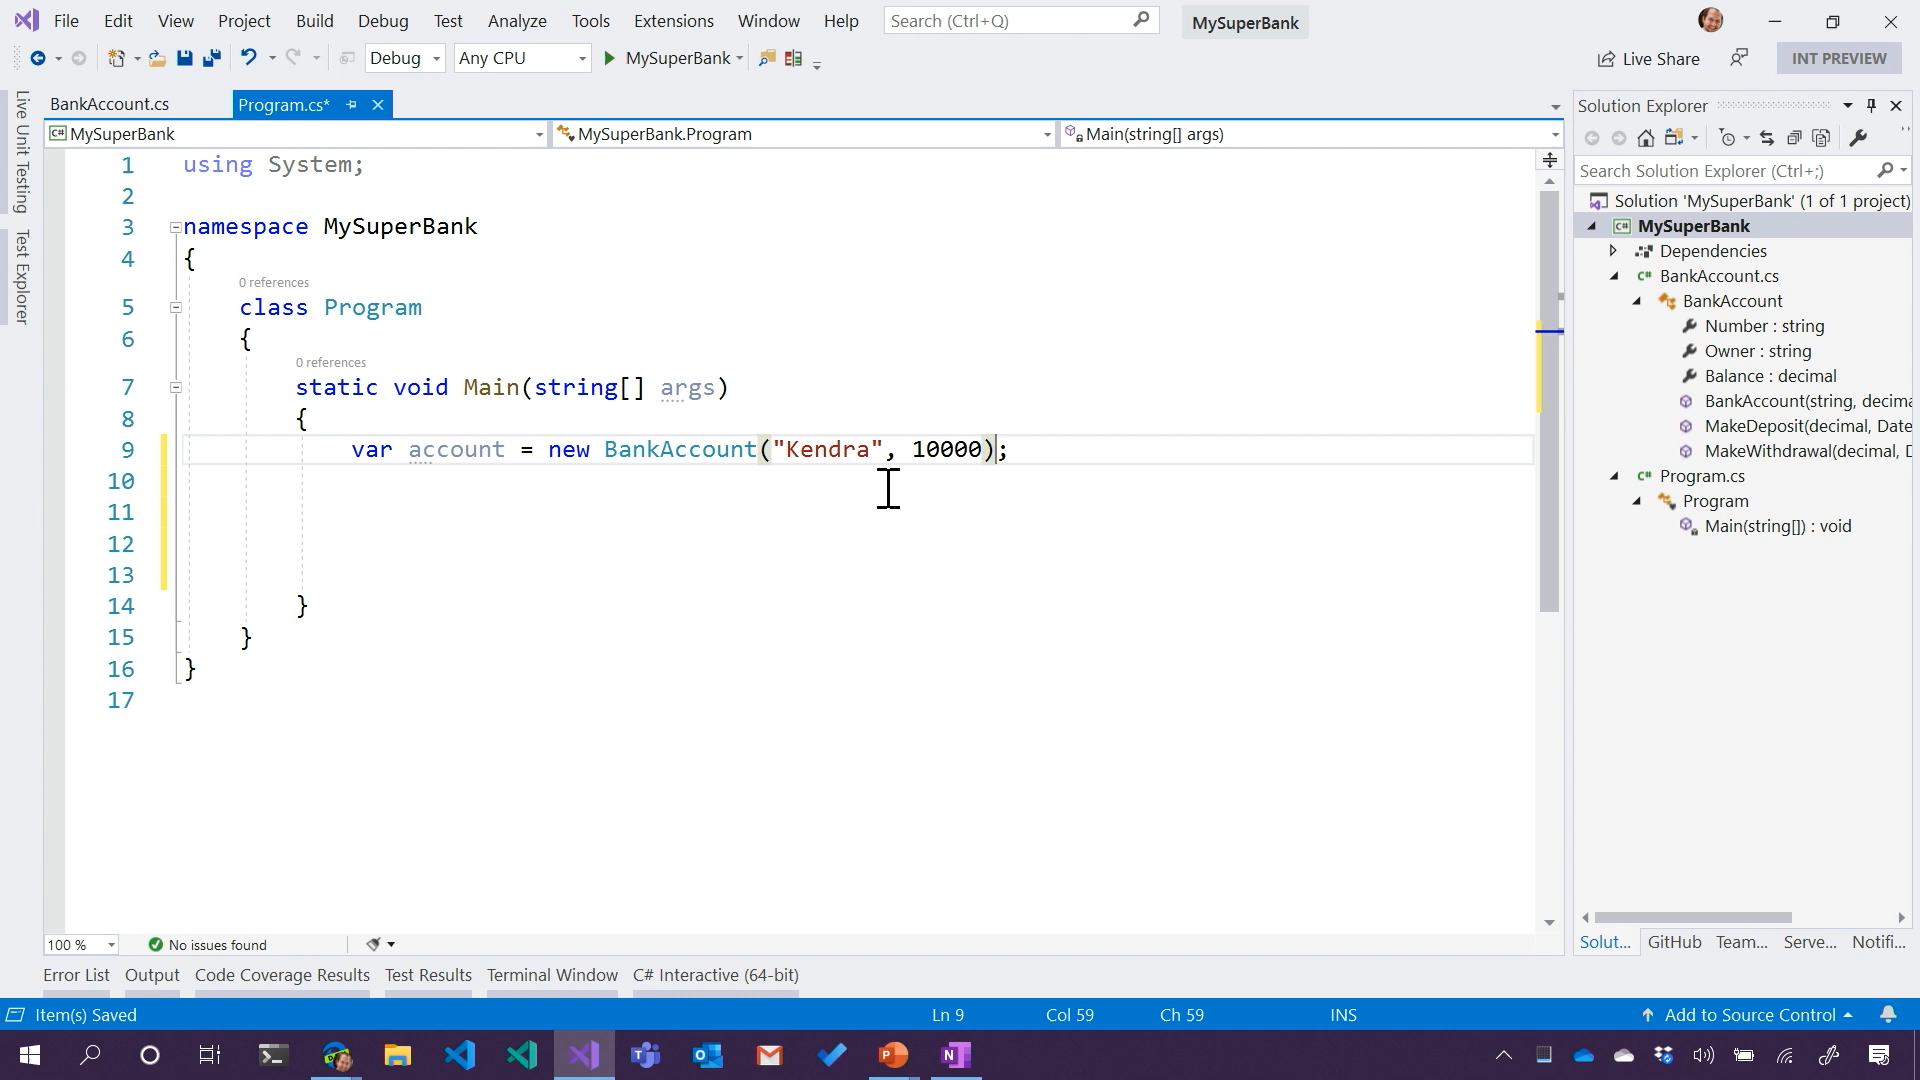 File Edit View Project Build Debug Test Analyze Tools Extensions Window Help Search (Ctrl+Q) MySuperBank
Debug Any CPU MySuperBank Live Share INT PREVIEW
Live Unit Testing
Test Explorer
BankAccount.cs Program.cs*
MySuperBank MySuperBank.Program Main(string[] args)
1 using System;
2
3 namespace MySuperBank
4 {
0 references
5 class Program
6 {
0 references
7 static void Main(string[] args)
8 {
9 var account = new BankAccount("Kendra", 10000);
10
11
12
13
14 }
15 }
16 }
17
100 % No issues found
Solution Explorer
Search Solution Explorer (Ctrl+;)
Solution 'MySuperBank' (1 of 1 project)
C# MySuperBank
Dependencies
C# BankAccount.cs
BankAccount
Number : string
Owner : string
Balance : decimal
BankAccount(string, decima
MakeDeposit(decimal, Date
MakeWithdrawal(decimal, D
C# Program.cs
Program
Main(string[]) : void
Solut... GitHub Team... Serve... Notifi...
Error List Output Code Coverage Results Test Results Terminal Window C# Interactive (64-bit)
Item(s) Saved Ln 9 Col 59 Ch 59 INS Add to Source Control